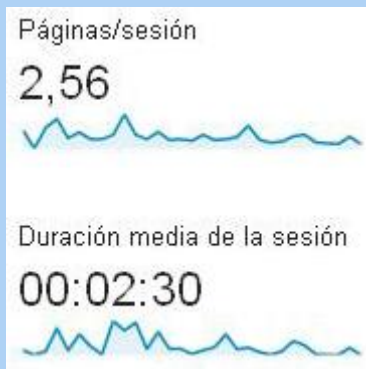 Páginas/sesión
2,56
Duración media de la sesión
00:02:30